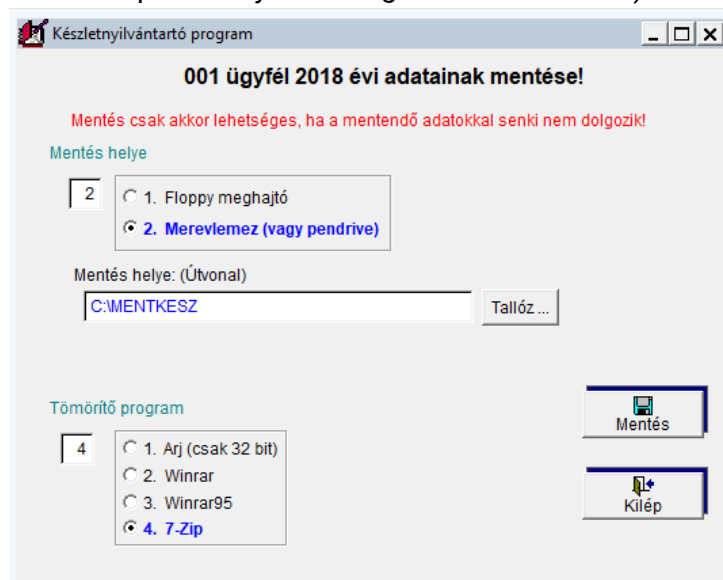 Készletnyilvántartó program
001 ügyfél 2018 évi adatainak mentése!
Mentés csak akkor lehetséges, ha a mentendő adatokkal senki nem dolgozik!
Mentés helye
2
1. Floppy meghajtó
2. Merevlemez (vagy pendrive)
Mentés helye: (Útvonal)
C:\MENTKESZ
Tallóz ...
Tömörítő program
4
1. Arj (csak 32 bit)
2. Winrar
3. Winrar95
4. 7-Zip
Mentés
Kilép